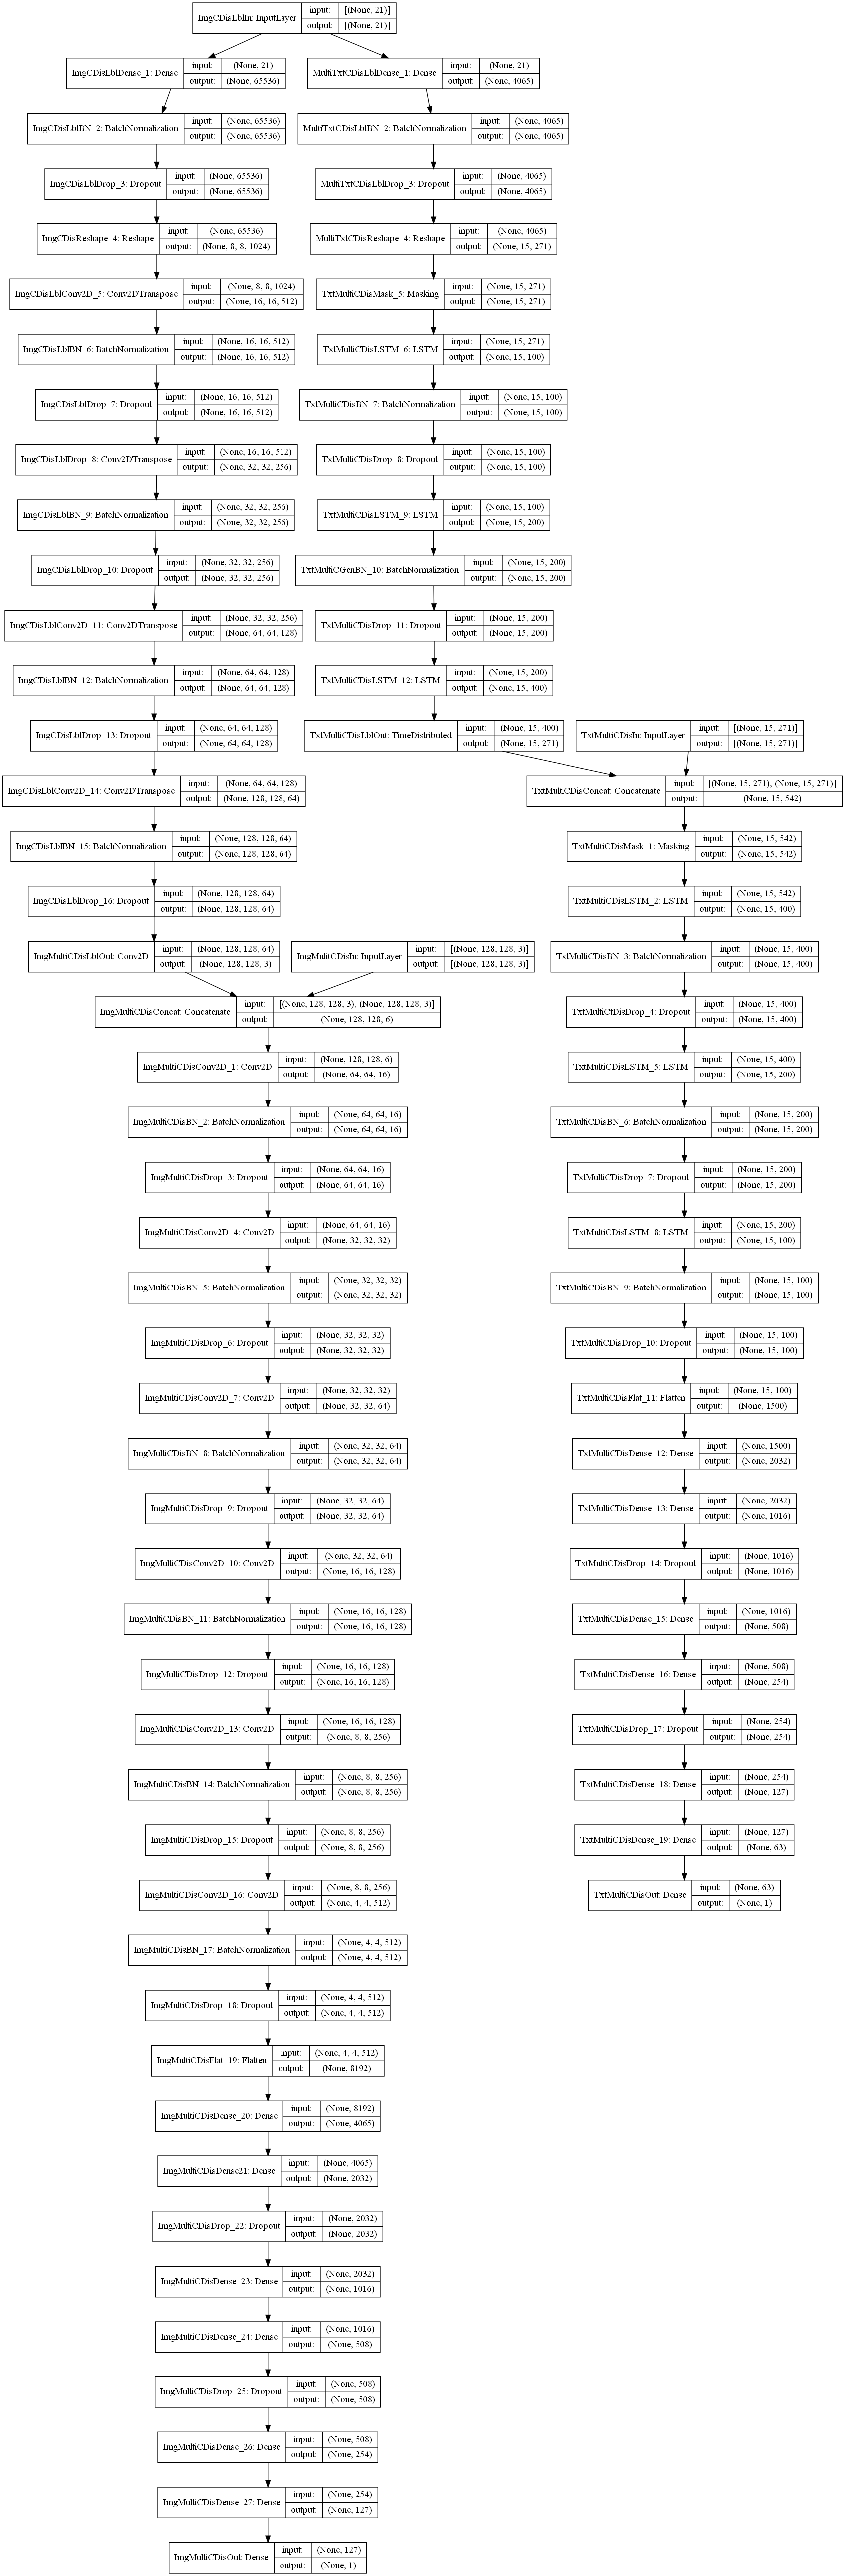 ImgCDisLblIn: InputLayer input: [(None, 21)]
output: [(None, 21)]
ImgCDisLblDense_1: Dense input: (None, 21)
output: (None, 65536)
MultiTxtCDisLblDense_1: Dense input: (None, 21)
output: (None, 4065)
ImgCDisLblBN_2: BatchNormalization input: (None, 65536)
output: (None, 65536)
MultiTxtCDisLblBN_2: BatchNormalization input: (None, 4065)
output: (None, 4065)
ImgCDisLblDrop_3: Dropout input: (None, 65536)
output: (None, 65536)
MultiTxtCDisLblDrop_3: Dropout input: (None, 4065)
output: (None, 4065)
ImgCDisReshape_4: Reshape input: (None, 65536)
output: (None, 8, 8, 1024)
MultiTxtCDisReshape_4: Reshape input: (None, 4065)
output: (None, 15, 271)
ImgCDisLblConv2D_5: Conv2DTranspose input: (None, 8, 8, 1024)
output: (None, 16, 16, 512)
TxtMultiCDisMask_5: Masking input: (None, 15, 271)
output: (None, 15, 271)
ImgCDisLblBN_6: BatchNormalization input: (None, 16, 16, 512)
output: (None, 16, 16, 512)
TxtMultiCDisLSTM_6: LSTM input: (None, 15, 271)
output: (None, 15, 100)
ImgCDisLblDrop_7: Dropout input: (None, 16, 16, 512)
output: (None, 16, 16, 512)
TxtMultiCDisBN_7: BatchNormalization input: (None, 15, 100)
output: (None, 15, 100)
ImgCDisLblDrop_8: Conv2DTranspose input: (None, 16, 16, 512)
output: (None, 32, 32, 256)
TxtMultiCDisDrop_8: Dropout input: (None, 15, 100)
output: (None, 15, 100)
ImgCDisLblBN_9: BatchNormalization input: (None, 32, 32, 256)
output: (None, 32, 32, 256)
TxtMultiCDisLSTM_9: LSTM input: (None, 15, 100)
output: (None, 15, 200)
ImgCDisLblDrop_10: Dropout input: (None, 32, 32, 256)
output: (None, 32, 32, 256)
TxtMultiCGenBN_10: BatchNormalization input: (None, 15, 200)
output: (None, 15, 200)
ImgCDisLblConv2D_11: Conv2DTranspose input: (None, 32, 32, 256)
output: (None, 64, 64, 128)
TxtMultiCDisDrop_11: Dropout input: (None, 15, 200)
output: (None, 15, 200)
ImgCDisLblBN_12: BatchNormalization input: (None, 64, 64, 128)
output: (None, 64, 64, 128)
TxtMultiCDisLSTM_12: LSTM input: (None, 15, 200)
output: (None, 15, 400)
ImgCDisLblDrop_13: Dropout input: (None, 64, 64, 128)
output: (None, 64, 64, 128)
TxtMultiCDisLblOut: TimeDistributed input: (None, 15, 400)
output: (None, 15, 271)
TxtMultiCDisIn: InputLayer input: [(None, 15, 271)]
output: [(None, 15, 271)]
ImgCDisLblConv2D_14: Conv2DTranspose input: (None, 64, 64, 128)
output: (None, 128, 128, 64)
TxtMultiCDisConcat: Concatenate input: [(None, 15, 271), (None, 15, 271)]
output: (None, 15, 542)
ImgCDisLblBN_15: BatchNormalization input: (None, 128, 128, 64)
output: (None, 128, 128, 64)
TxtMultiCDisMask_1: Masking input: (None, 15, 542)
output: (None, 15, 542)
ImgCDisLblDrop_16: Dropout input: (None, 128, 128, 64)
output: (None, 128, 128, 64)
TxtMultiCDisLSTM_2: LSTM input: (None, 15, 542)
output: (None, 15, 400)
ImgMultiCDisLblOut: Conv2D input: (None, 128, 128, 64)
output: (None, 128, 128, 3)
ImgMulitCDisIn: InputLayer input: [(None, 128, 128, 3)]
output: [(None, 128, 128, 3)]
TxtMultiCDisBN_3: BatchNormalization input: (None, 15, 400)
output: (None, 15, 400)
ImgMultiCDisConcat: Concatenate input: [(None, 128, 128, 3), (None, 128, 128, 3)]
output: (None, 128, 128, 6)
TxtMultiCtDisDrop_4: Dropout input: (None, 15, 400)
output: (None, 15, 400)
ImgMultiCDisConv2D_1: Conv2D input: (None, 128, 128, 6)
output: (None, 64, 64, 16)
TxtMultiCDisLSTM_5: LSTM input: (None, 15, 400)
output: (None, 15, 200)
ImgMultiCDisBN_2: BatchNormalization input: (None, 64, 64, 16)
output: (None, 64, 64, 16)
TxtMultiCDisBN_6: BatchNormalization input: (None, 15, 200)
output: (None, 15, 200)
ImgMultiCDisDrop_3: Dropout input: (None, 64, 64, 16)
output: (None, 64, 64, 16)
TxtMultiCDisDrop_7: Dropout input: (None, 15, 200)
output: (None, 15, 200)
ImgMultiCDisConv2D_4: Conv2D input: (None, 64, 64, 16)
output: (None, 32, 32, 32)
TxtMultiCDisLSTM_8: LSTM input: (None, 15, 200)
output: (None, 15, 100)
ImgMultiCDisBN_5: BatchNormalization input: (None, 32, 32, 32)
output: (None, 32, 32, 32)
TxtMultiCDisBN_9: BatchNormalization input: (None, 15, 100)
output: (None, 15, 100)
ImgMultiCDisDrop_6: Dropout input: (None, 32, 32, 32)
output: (None, 32, 32, 32)
TxtMultiCDisDrop_10: Dropout input: (None, 15, 100)
output: (None, 15, 100)
ImgMultiCDisConv2D_7: Conv2D input: (None, 32, 32, 32)
output: (None, 32, 32, 64)
TxtMultiCDisFlat_11: Flatten input: (None, 15, 100)
output: (None, 1500)
ImgMultiCDisBN_8: BatchNormalization input: (None, 32, 32, 64)
output: (None, 32, 32, 64)
TxtMultiCDisDense_12: Dense input: (None, 1500)
output: (None, 2032)
ImgMultiCDisDrop_9: Dropout input: (None, 32, 32, 64)
output: (None, 32, 32, 64)
TxtMultiCDisDense_13: Dense input: (None, 2032)
output: (None, 1016)
ImgMultiCDisConv2D_10: Conv2D input: (None, 32, 32, 64)
output: (None, 16, 16, 128)
TxtMultiCDisDrop_14: Dropout input: (None, 1016)
output: (None, 1016)
ImgMultiCDisBN_11: BatchNormalization input: (None, 16, 16, 128)
output: (None, 16, 16, 128)
TxtMultiCDisDense_15: Dense input: (None, 1016)
output: (None, 508)
ImgMultiCDisDrop_12: Dropout input: (None, 16, 16, 128)
output: (None, 16, 16, 128)
TxtMultiCDisDense_16: Dense input: (None, 508)
output: (None, 254)
ImgMultiCDisConv2D_13: Conv2D input: (None, 16, 16, 128)
output: (None, 8, 8, 256)
TxtMultiCDisDrop_17: Dropout input: (None, 254)
output: (None, 254)
ImgMultiCDisBN_14: BatchNormalization input: (None, 8, 8, 256)
output: (None, 8, 8, 256)
TxtMultiCDisDense_18: Dense input: (None, 254)
output: (None, 127)
ImgMultiCDisDrop_15: Dropout input: (None, 8, 8, 256)
output: (None, 8, 8, 256)
TxtMultiCDisDense_19: Dense input: (None, 127)
output: (None, 63)
ImgMultiCDisConv2D_16: Conv2D input: (None, 8, 8, 256)
output: (None, 4, 4, 512)
TxtMultiCDisOut: Dense input: (None, 63)
output: (None, 1)
ImgMultiCDisBN_17: BatchNormalization input: (None, 4, 4, 512)
output: (None, 4, 4, 512)
ImgMultiCDisDrop_18: Dropout input: (None, 4, 4, 512)
output: (None, 4, 4, 512)
ImgMultiCDisFlat_19: Flatten input: (None, 4, 4, 512)
output: (None, 8192)
ImgMultiCDisDense_20: Dense input: (None, 8192)
output: (None, 4065)
ImgMultiCDisDense21: Dense input: (None, 4065)
output: (None, 2032)
ImgMultiCDisDrop_22: Dropout input: (None, 2032)
output: (None, 2032)
ImgMultiCDisDense_23: Dense input: (None, 2032)
output: (None, 1016)
ImgMultiCDisDense_24: Dense input: (None, 1016)
output: (None, 508)
ImgMultiCDisDrop_25: Dropout input: (None, 508)
output: (None, 508)
ImgMultiCDisDense_26: Dense input: (None, 508)
output: (None, 254)
ImgMultiCDisDense_27: Dense input: (None, 254)
output: (None, 127)
ImgMultiCDisOut: Dense input: (None, 127)
output: (None, 1)